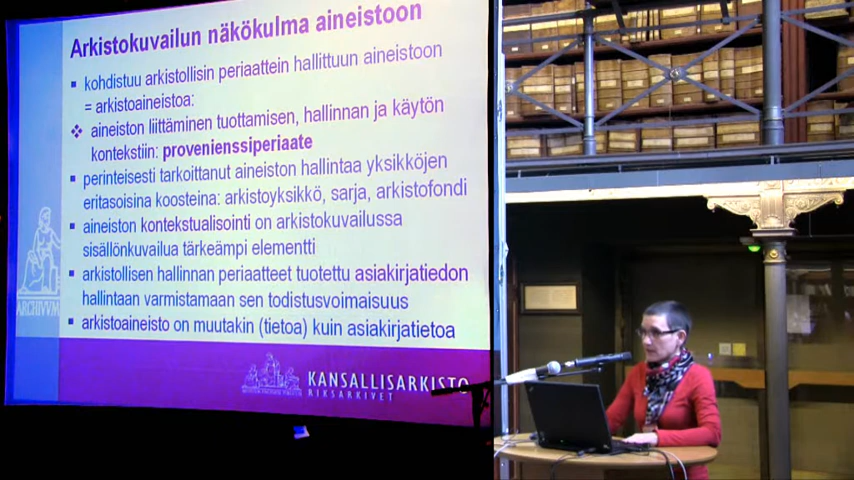 Arkistokuvailun näkökulma aineistoon
▪ kohdistuu arkistollisin periaattein hallittuun aineistoon
= arkistoaineistoa:
❖ aineiston liittäminen tuottamisen, hallinnan ja käytön
kontekstiin: provenienssiperiaate
▪ perinteisesti tarkoittanut aineiston hallintaa yksikköjen
eritasoisina koosteina: arkistoyksikkö, sarja, arkistofondi
▪ aineiston kontekstualisointi on arkistokuvailussa
sisällönkuvailua tärkeämpi elementti
▪ arkistollisen hallinnan periaatteet tuotettu asiakirjatiedon
hallintaan varmistamaan sen todistusvoimaisuus
▪ arkistoaineisto on muutakin (tietoa) kuin asiakirjatietoa
ARCHIVVM
KANSALLISARKISTO
RIKSARKIVET